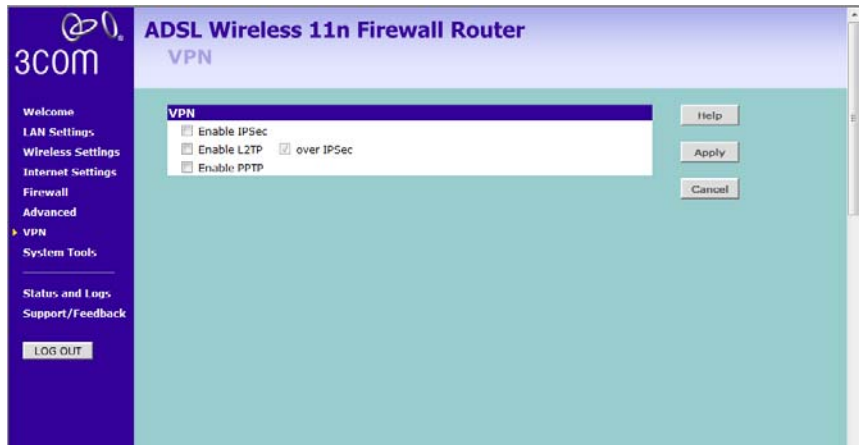 3COM
ADSL Wireless 11n Firewall Router
VPN
Welcome
LAN Settings
Wireless Settings
Internet Settings
Firewall
Advanced
VPN
System Tools
Status and Logs
Support/Feedback
LOG OUT
VPN
Enable IPSec
Enable L2TP over IPSec
Enable PPTP
Help
Apply
Cancel